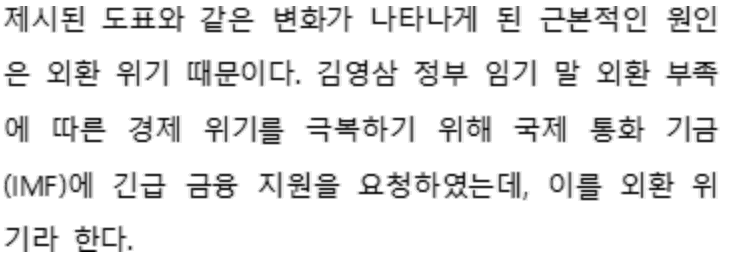 제시된 도표와 같은 변화가 나타나게 된 근본적인 원인
은 외환 위기 때문이다. 김영삼 정부 임기 말 외환 부족
에 따른 경제 위기를 극복하기 위해 국제 통화 기금
(IMF)에 긴급 금융 지원을 요청하였는데, 이를 외환 위
기라 한다.